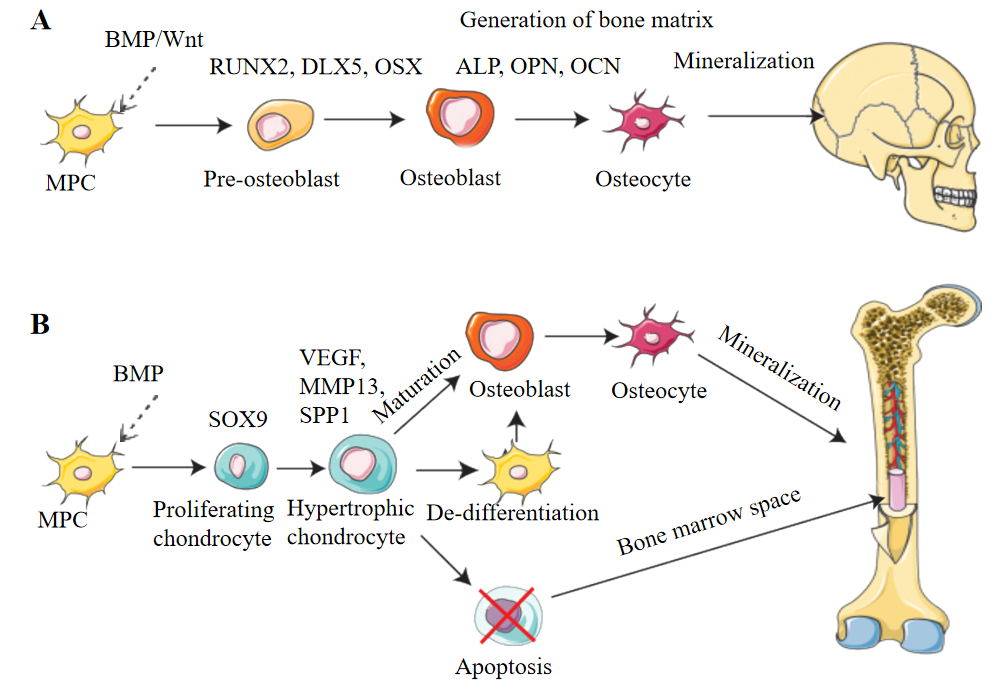 A
Generation of bone matrix
BMP/Wnt
RUNX2, DLX5, OSX
ALP, OPN, OCN
Mineralization
MPC
Pre-osteoblast
Osteoblast
Osteocyte
B
BMP
SOX9
VEGF,
MMP13,
SPP1
Maturation
Osteoblast
Osteocyte
Mineralization
MPC
Proliferating
chondrocyte
Hypertrophic
chondrocyte
De-differentiation
Bone marrow space
Apoptosis